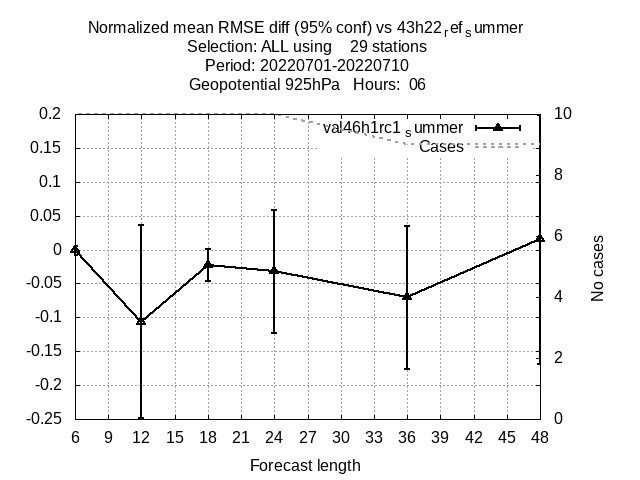 Normalized mean RMSE diff (95% conf) vs 43h22ref summer
Selection: ALL using 29 stations
Period: 20220701-20220710
Geopotential 925hPa Hours: 06
0.2
0.15
0.1
0.05
0
-0.05
-0.1
-0.15
-0.2
-0.25
val46h1rc1summer
Cases
10
8
6
4
2
0
No cases
6 9 12 15 18 21 24 27 30 33 36 39 42 45 48
Forecast length